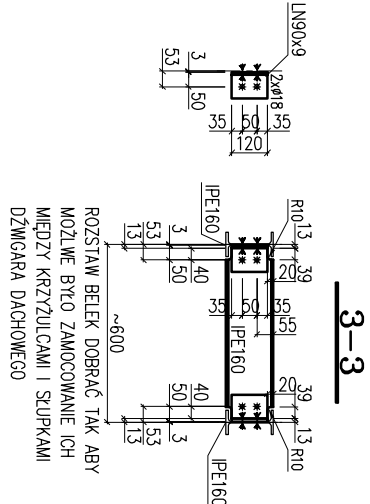 3-3
LN90x9
2xø18
3
53
50
35
50
35
120
IPE160
R10
13
39
20
35
50
35
55
IPE160
3
53
13
40
50
~600
20
39
13
R10
40
50
3
53
13
IPE160
ROZSTAW BELEK DOBRAĆ TAK ABY
MOŻLWE BYŁO ZAMOCOWANIE ICH
MIĘDZY KRZYŻULCAMI I SŁUPKAMI
DŹWIGARA DACHOWEGO